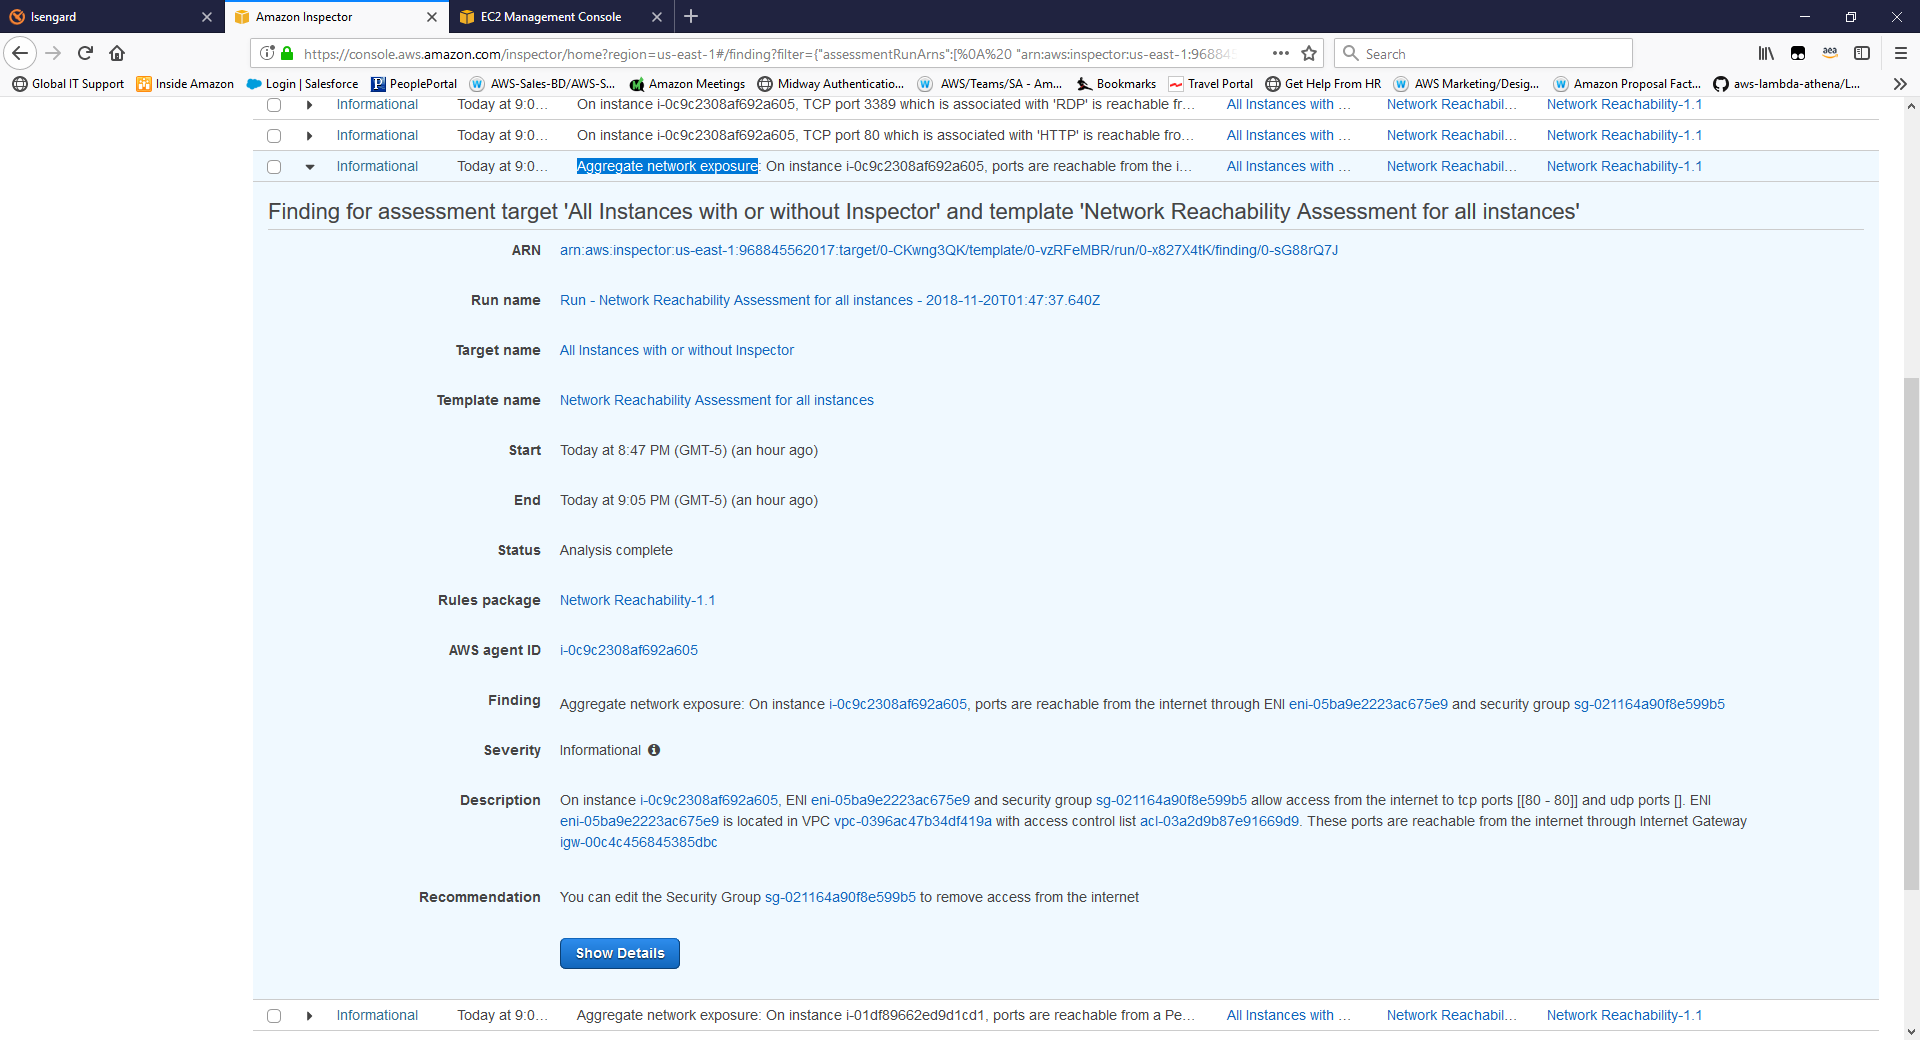 Isengard
Amazon Inspector
EC2 Management Console
https://console.aws.amazon.com/inspector/home?region=us-east-1#/finding?filter={"assessmentRunArns":[%0A%20 "arn:aws:inspector:us-east-1:96884
Search
Global IT Support
Inside Amazon
Login | Salesforce
PeoplePortal
AWS-Sales-BD/AWS-S...
Amazon Meetings
Midway Authenticatio...
AWS/Teams/SA - Am...
Bookmarks
Travel Portal
Get Help From HR
AWS Marketing/Desig...
Amazon Proposal Fact...
aws-lambda-athena/L...
Informational Today at 9:0... On instance i-0c9c2308af692a605, TCP port 3389 which is associated with 'RDP' is reachable fr... All Instances with ... Network Reachabil... Network Reachability-1.1
Informational Today at 9:0... On instance i-0c9c2308af692a605, TCP port 80 which is associated with 'HTTP' is reachable fro... All Instances with ... Network Reachabil... Network Reachability-1.1
Informational Today at 9:0... Aggregate network exposure: On instance i-0c9c2308af692a605, ports are reachable from the i... All Instances with ... Network Reachabil... Network Reachability-1.1
Finding for assessment target 'All Instances with or without Inspector' and template 'Network Reachability Assessment for all instances'
ARN arn:aws:inspector:us-east-1:968845562017:target/0-CKwng3QK/template/0-vzRFeMBR/run/0-x827X4tK/finding/0-sG88rQ7J
Run name Run - Network Reachability Assessment for all instances - 2018-11-20T01:47:37.640Z
Target name All Instances with or without Inspector
Template name Network Reachability Assessment for all instances
Start Today at 8:47 PM (GMT-5) (an hour ago)
End Today at 9:05 PM (GMT-5) (an hour ago)
Status Analysis complete
Rules package Network Reachability-1.1
AWS agent ID i-0c9c2308af692a605
Finding Aggregate network exposure: On instance i-0c9c2308af692a605, ports are reachable from the internet through ENI eni-05ba9e2223ac675e9 and security group sg-021164a90f8e599b5
Severity Informational
Description On instance i-0c9c2308af692a605, ENI eni-05ba9e2223ac675e9 and security group sg-021164a90f8e599b5 allow access from the internet to tcp ports [[80 - 80]] and udp ports []. ENI
eni-05ba9e2223ac675e9 is located in VPC vpc-0396ac47b34df419a with access control list acl-03a2d9b87e91669d9. These ports are reachable from the internet through Internet Gateway
igw-00c4c456845385dbc
Recommendation You can edit the Security Group sg-021164a90f8e599b5 to remove access from the internet
Show Details
Informational Today at 9:0... Aggregate network exposure: On instance i-01df89662ed9d1cd1, ports are reachable from a Pe... All Instances with ... Network Reachabil... Network Reachability-1.1